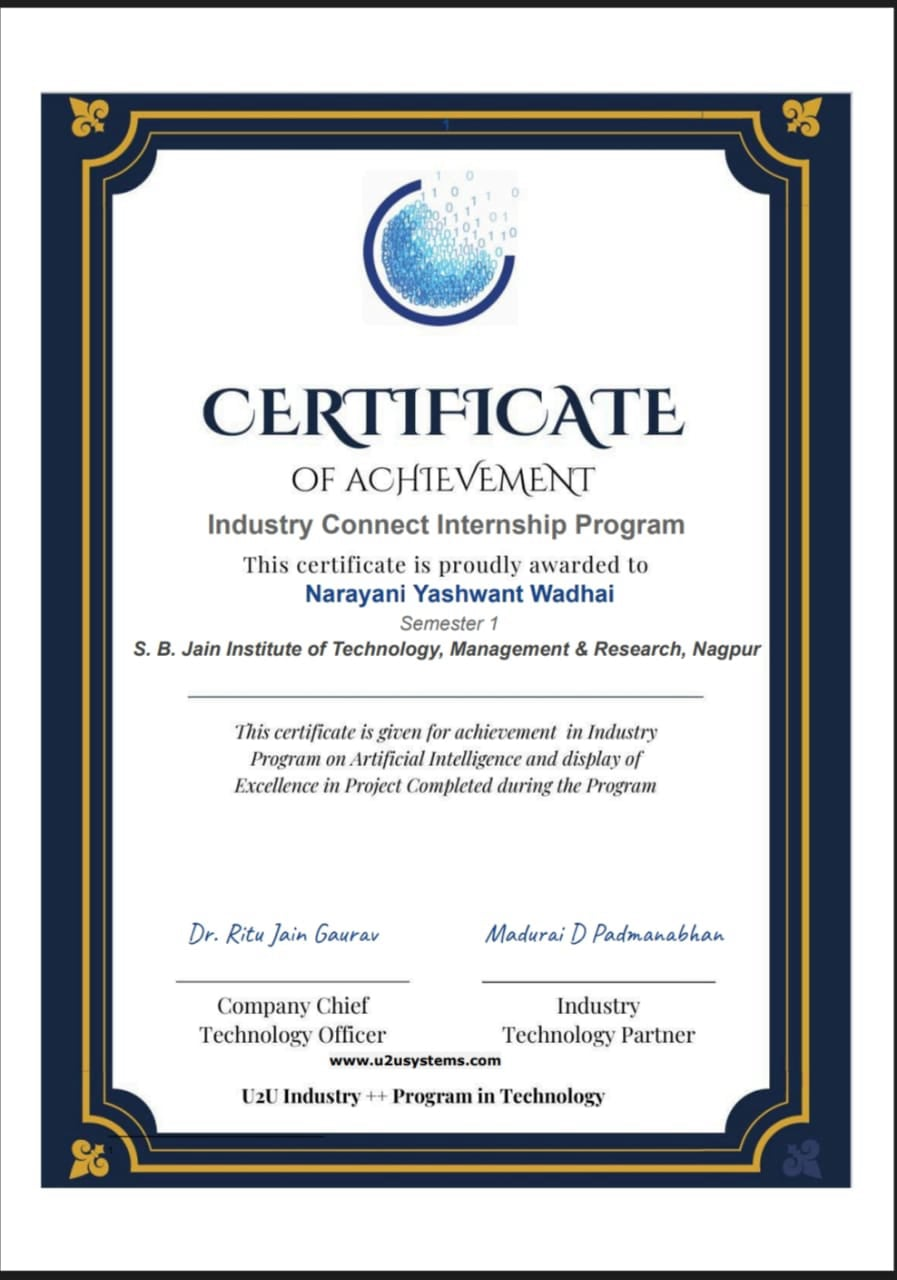 CERTIFICATE
OF ACHIEVEMENT
Industry Connect Internship Program
This certificate is proudly awarded to
Narayani Yashwant Wadhai
Semester 1
S. B. Jain Institute of Technology, Management & Research, Nagpur
This certificate is given for achievement in Industry
Program on Artificial Intelligence and display of
Excellence in Project Completed during the Program
Dr. Ritu Jain Gaurav
Madurai D Padmanabhan
Company Chief
Technology Officer
Industry
Technology Partner
www.u2usystems.com
U2U Industry ++ Program in Technology